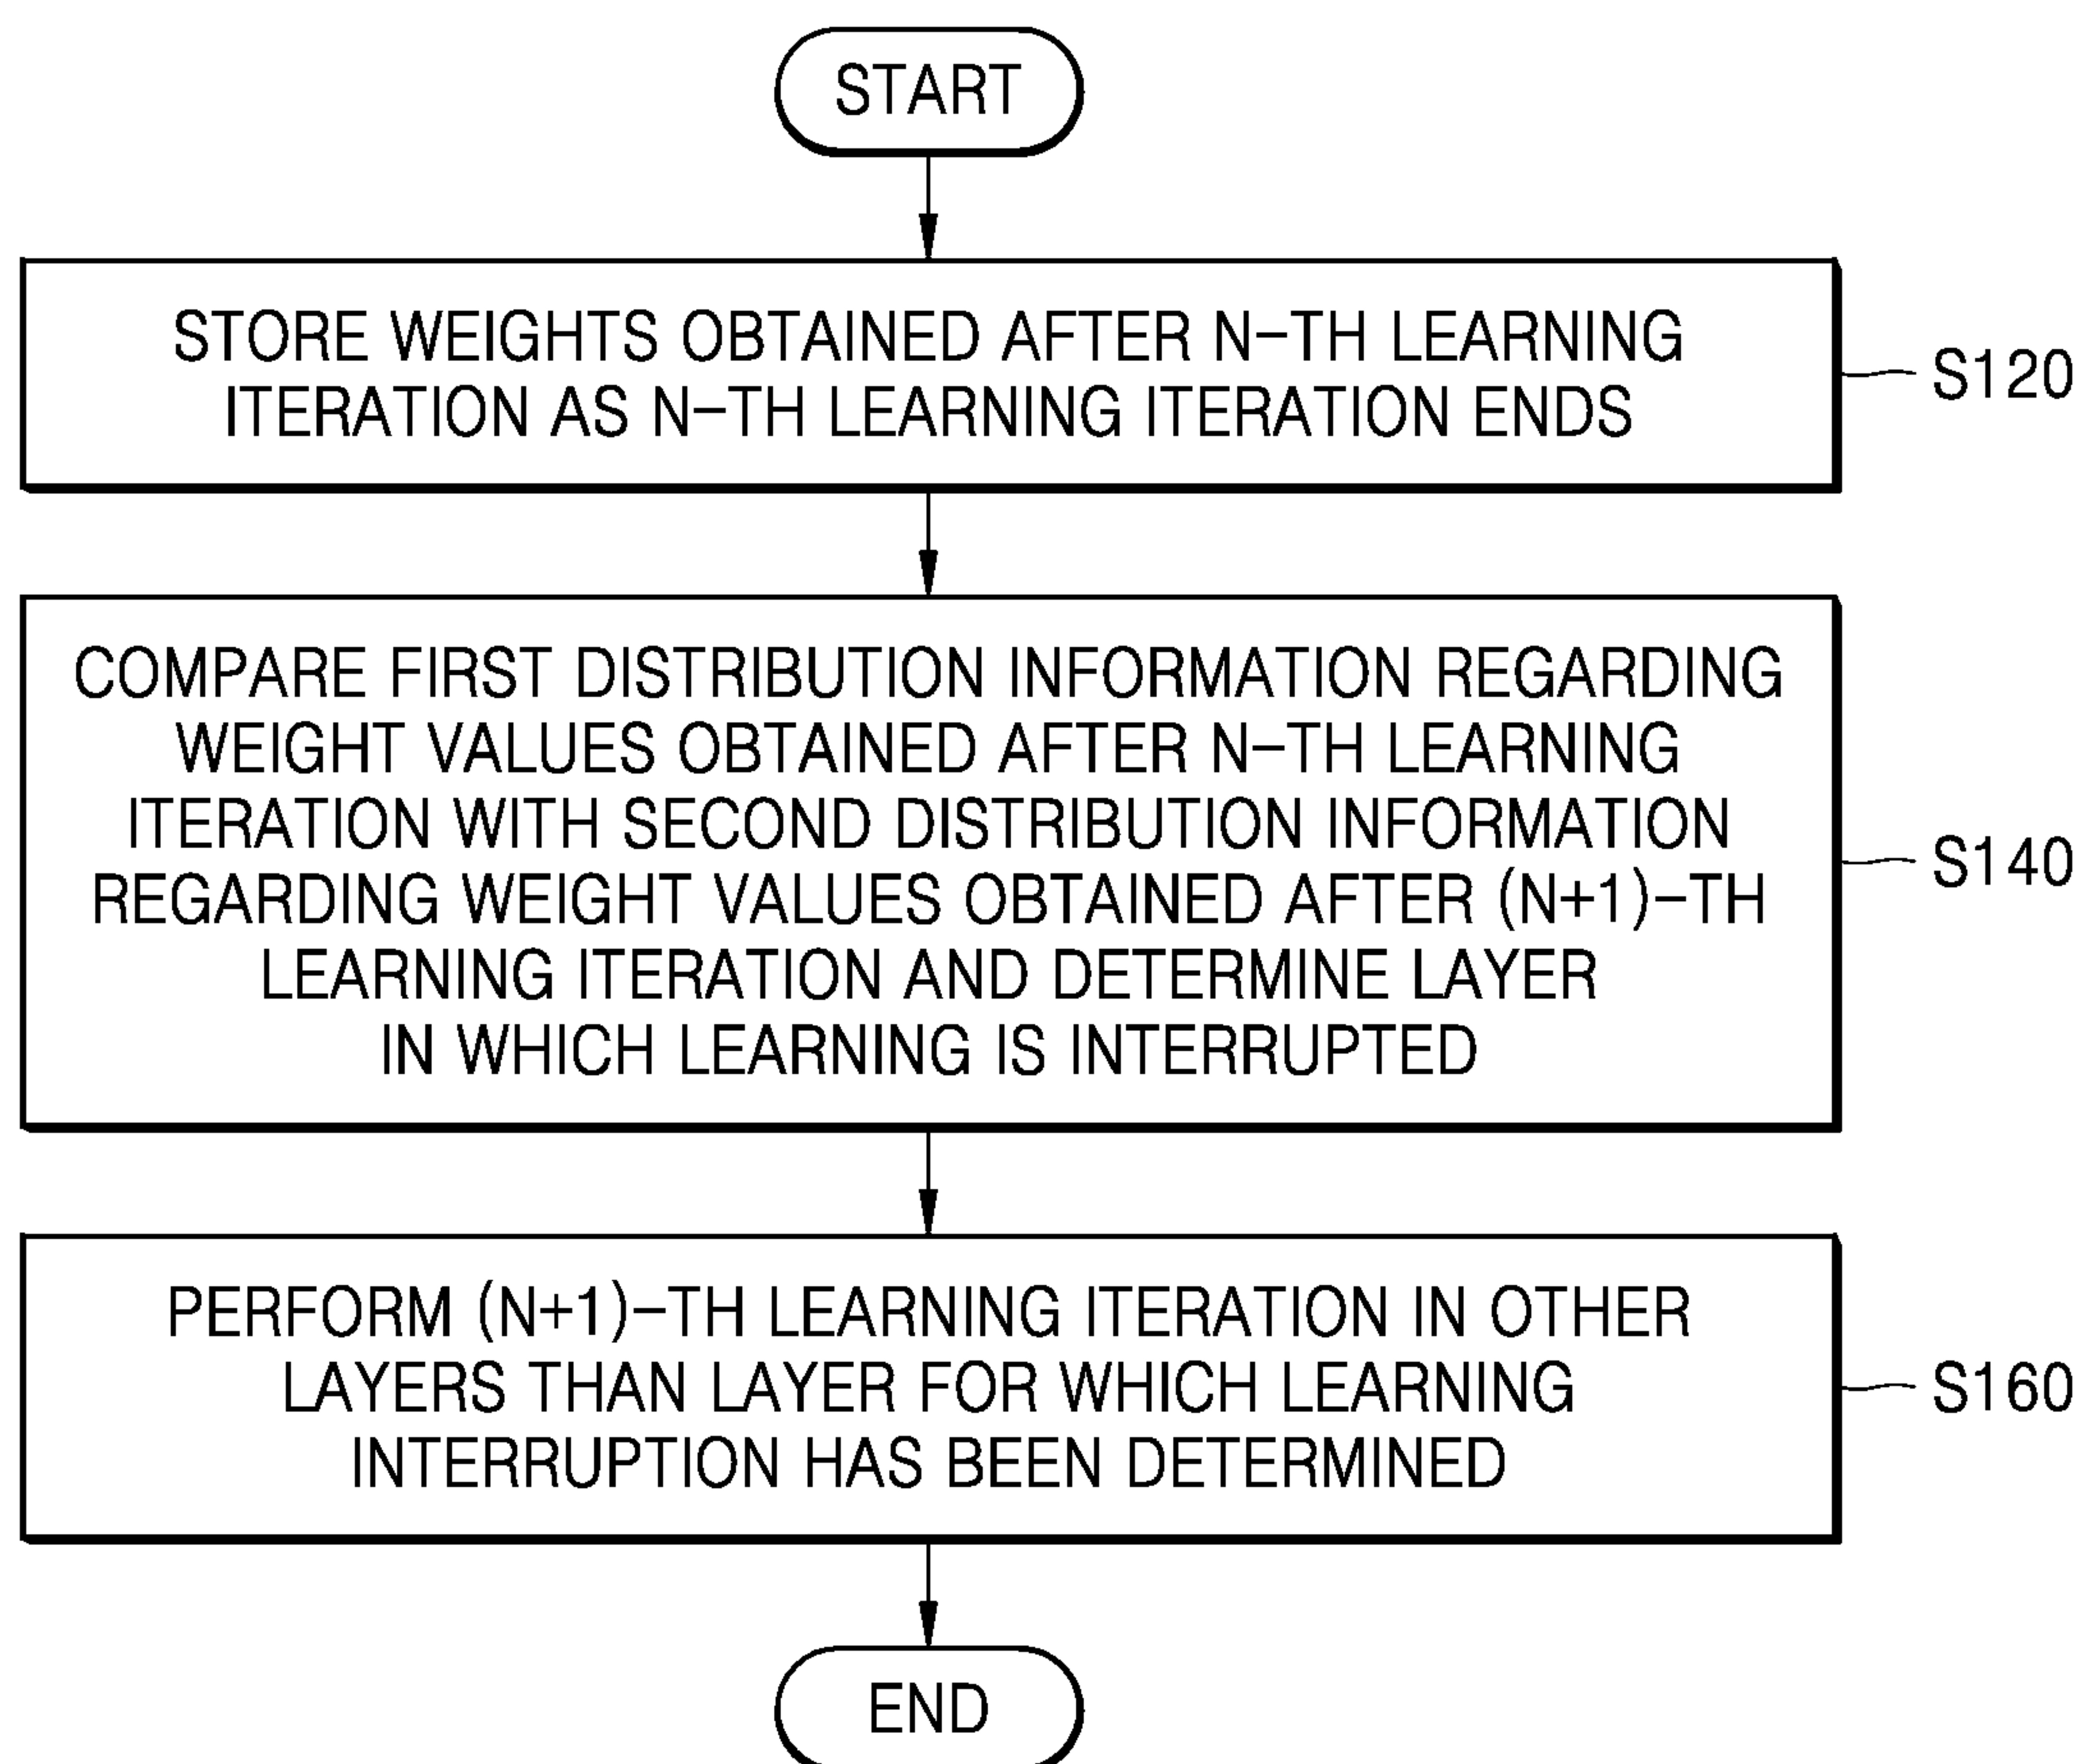 START
STORE WEIGHTS OBTAINED AFTER N-TH LEARNING
ITERATION AS N-TH LEARNING ITERATION ENDS
S120
COMPARE FIRST DISTRIBUTION INFORMATION REGARDING
WEIGHT VALUES OBTAINED AFTER N-TH LEARNING
ITERATION WITH SECOND DISTRIBUTION INFORMATION
REGARDING WEIGHT VALUES OBTAINED AFTER (N+1)-TH
LEARNING ITERATION AND DETERMINE LAYER
IN WHICH LEARNING IS INTERRUPTED
S140
PERFORM (N+1)-TH LEARNING ITERATION IN OTHER
LAYERS THAN LAYER FOR WHICH LEARNING
INTERRUPTION HAS BEEN DETERMINED
S160
END